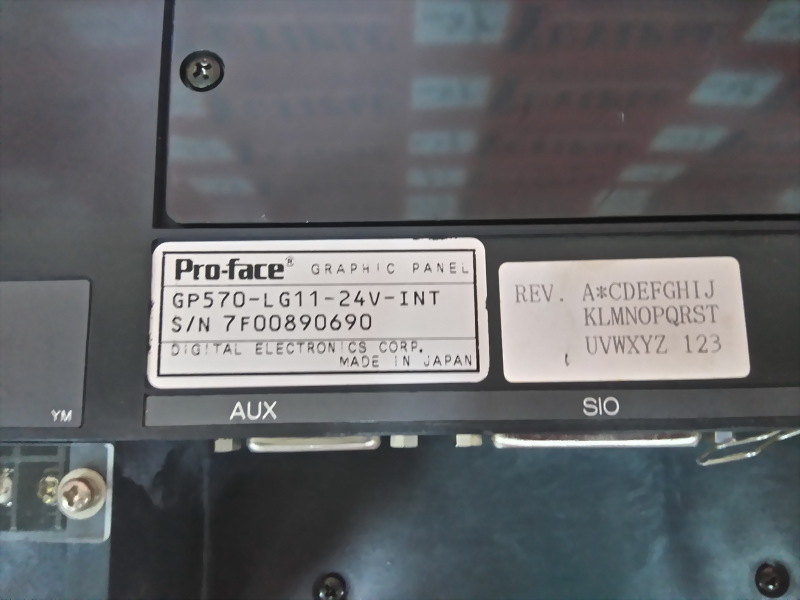 Pro-face® GRAPHIC PANEL
GP570-LG11-24V-INT
S/N 7F00890690
DIGITAL ELECTRONICS CORP.
MADE IN JAPAN
REV. A*CDEFGHIJ
KLMNOPQRST
UVWXYZ 123
YM
AUX
SIO